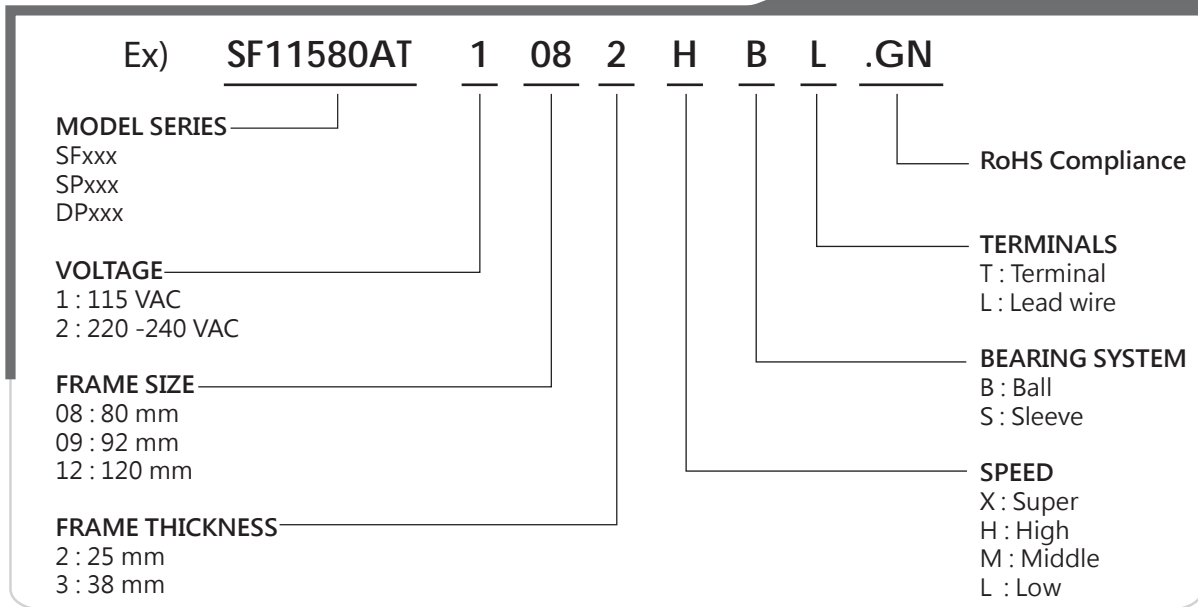 Ex) SF11580AT 1 08 2 H B L .GN
MODEL SERIES
SFxxx
SPxxx
DPxxx
VOLTAGE
1 : 115 VAC
2 : 220 -240 VAC
FRAME SIZE
08 : 80 mm
09 : 92 mm
12 : 120 mm
FRAME THICKNESS
2 : 25 mm
3 : 38 mm
RoHS Compliance
TERMINALS
T : Terminal
L : Lead wire
BEARING SYSTEM
B : Ball
S : Sleeve
SPEED
X : Super
H : High
M : Middle
L : Low